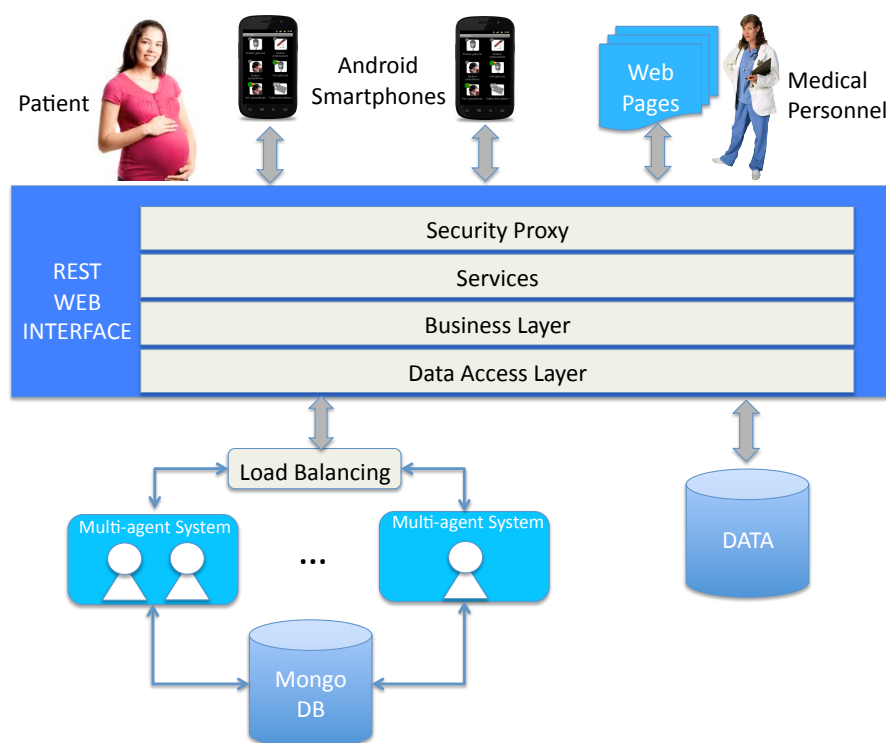 Patient
Android
Smartphones
Web
Pages
Medical
Personnel
REST
WEB
INTERFACE
Security Proxy
Services
Business Layer
Data Access Layer
Load Balancing
Multi-agent System
...
Multi-agent System
DATA
Mongo
DB